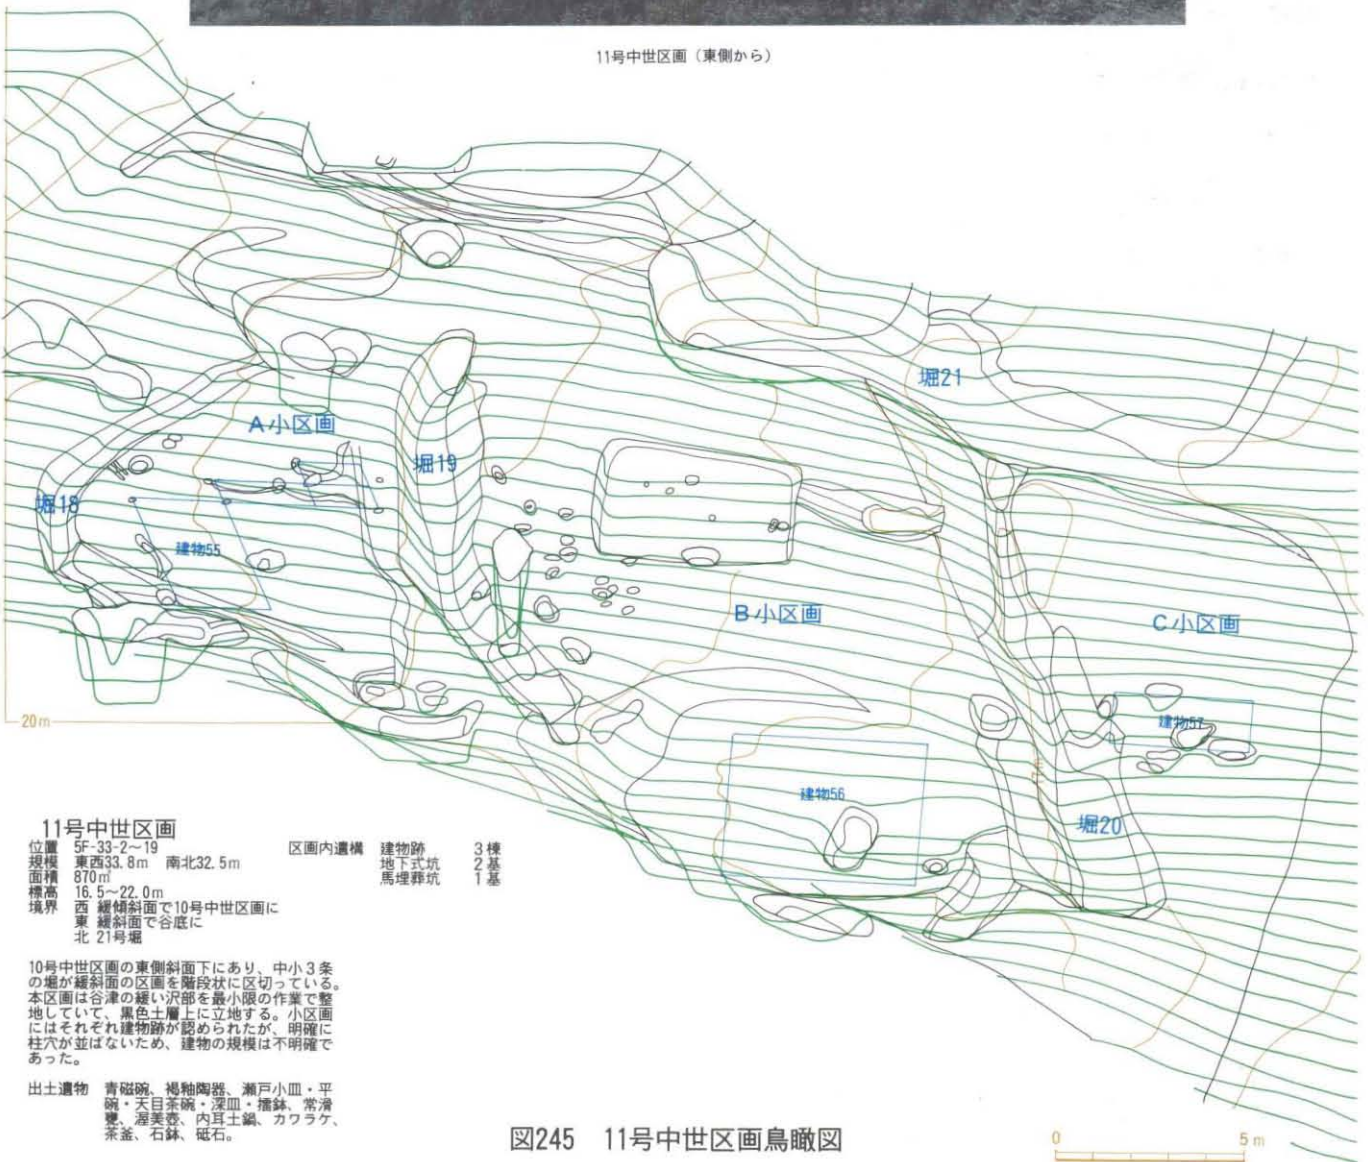 11号中世区画（東側から）
堀21
A小区画
堀19
堀18
建物55
B小区画
C小区画
建物57
20m
17m
建物56
堀20
11号中世区画
位置 5F-33-2～19
規模 東西33.8m 南北32.5m
面積 870㎡
標高 16.5～22.0m
境界 西 緩傾斜面で10号中世区画に
東 緩斜面で谷底に
北 21号堀
区画内遺構 建物跡 3棟
地下式坑 2基
馬埋葬坑 1基
10号中世区画の東側斜面下にあり、中小3条
の堀が緩斜面の区画を階段状に区切っている。
本区画は谷津の緩い沢部を最小限の作業で整
地していて、黒色土層上に立地する。小区画
にはそれぞれ建物跡が認められたが、明確に
柱穴が並ばないため、建物の規模は不明確で
あった。
出土遺物 青磁碗、褐釉陶器、瀬戸小皿・平
碗・天目茶碗・深皿・擂鉢、常滑
甕、渥美壺、内耳土鍋、カワラケ、
茶釜、石鉢、砥石。
図245 11号中世区画鳥瞰図
0 5m